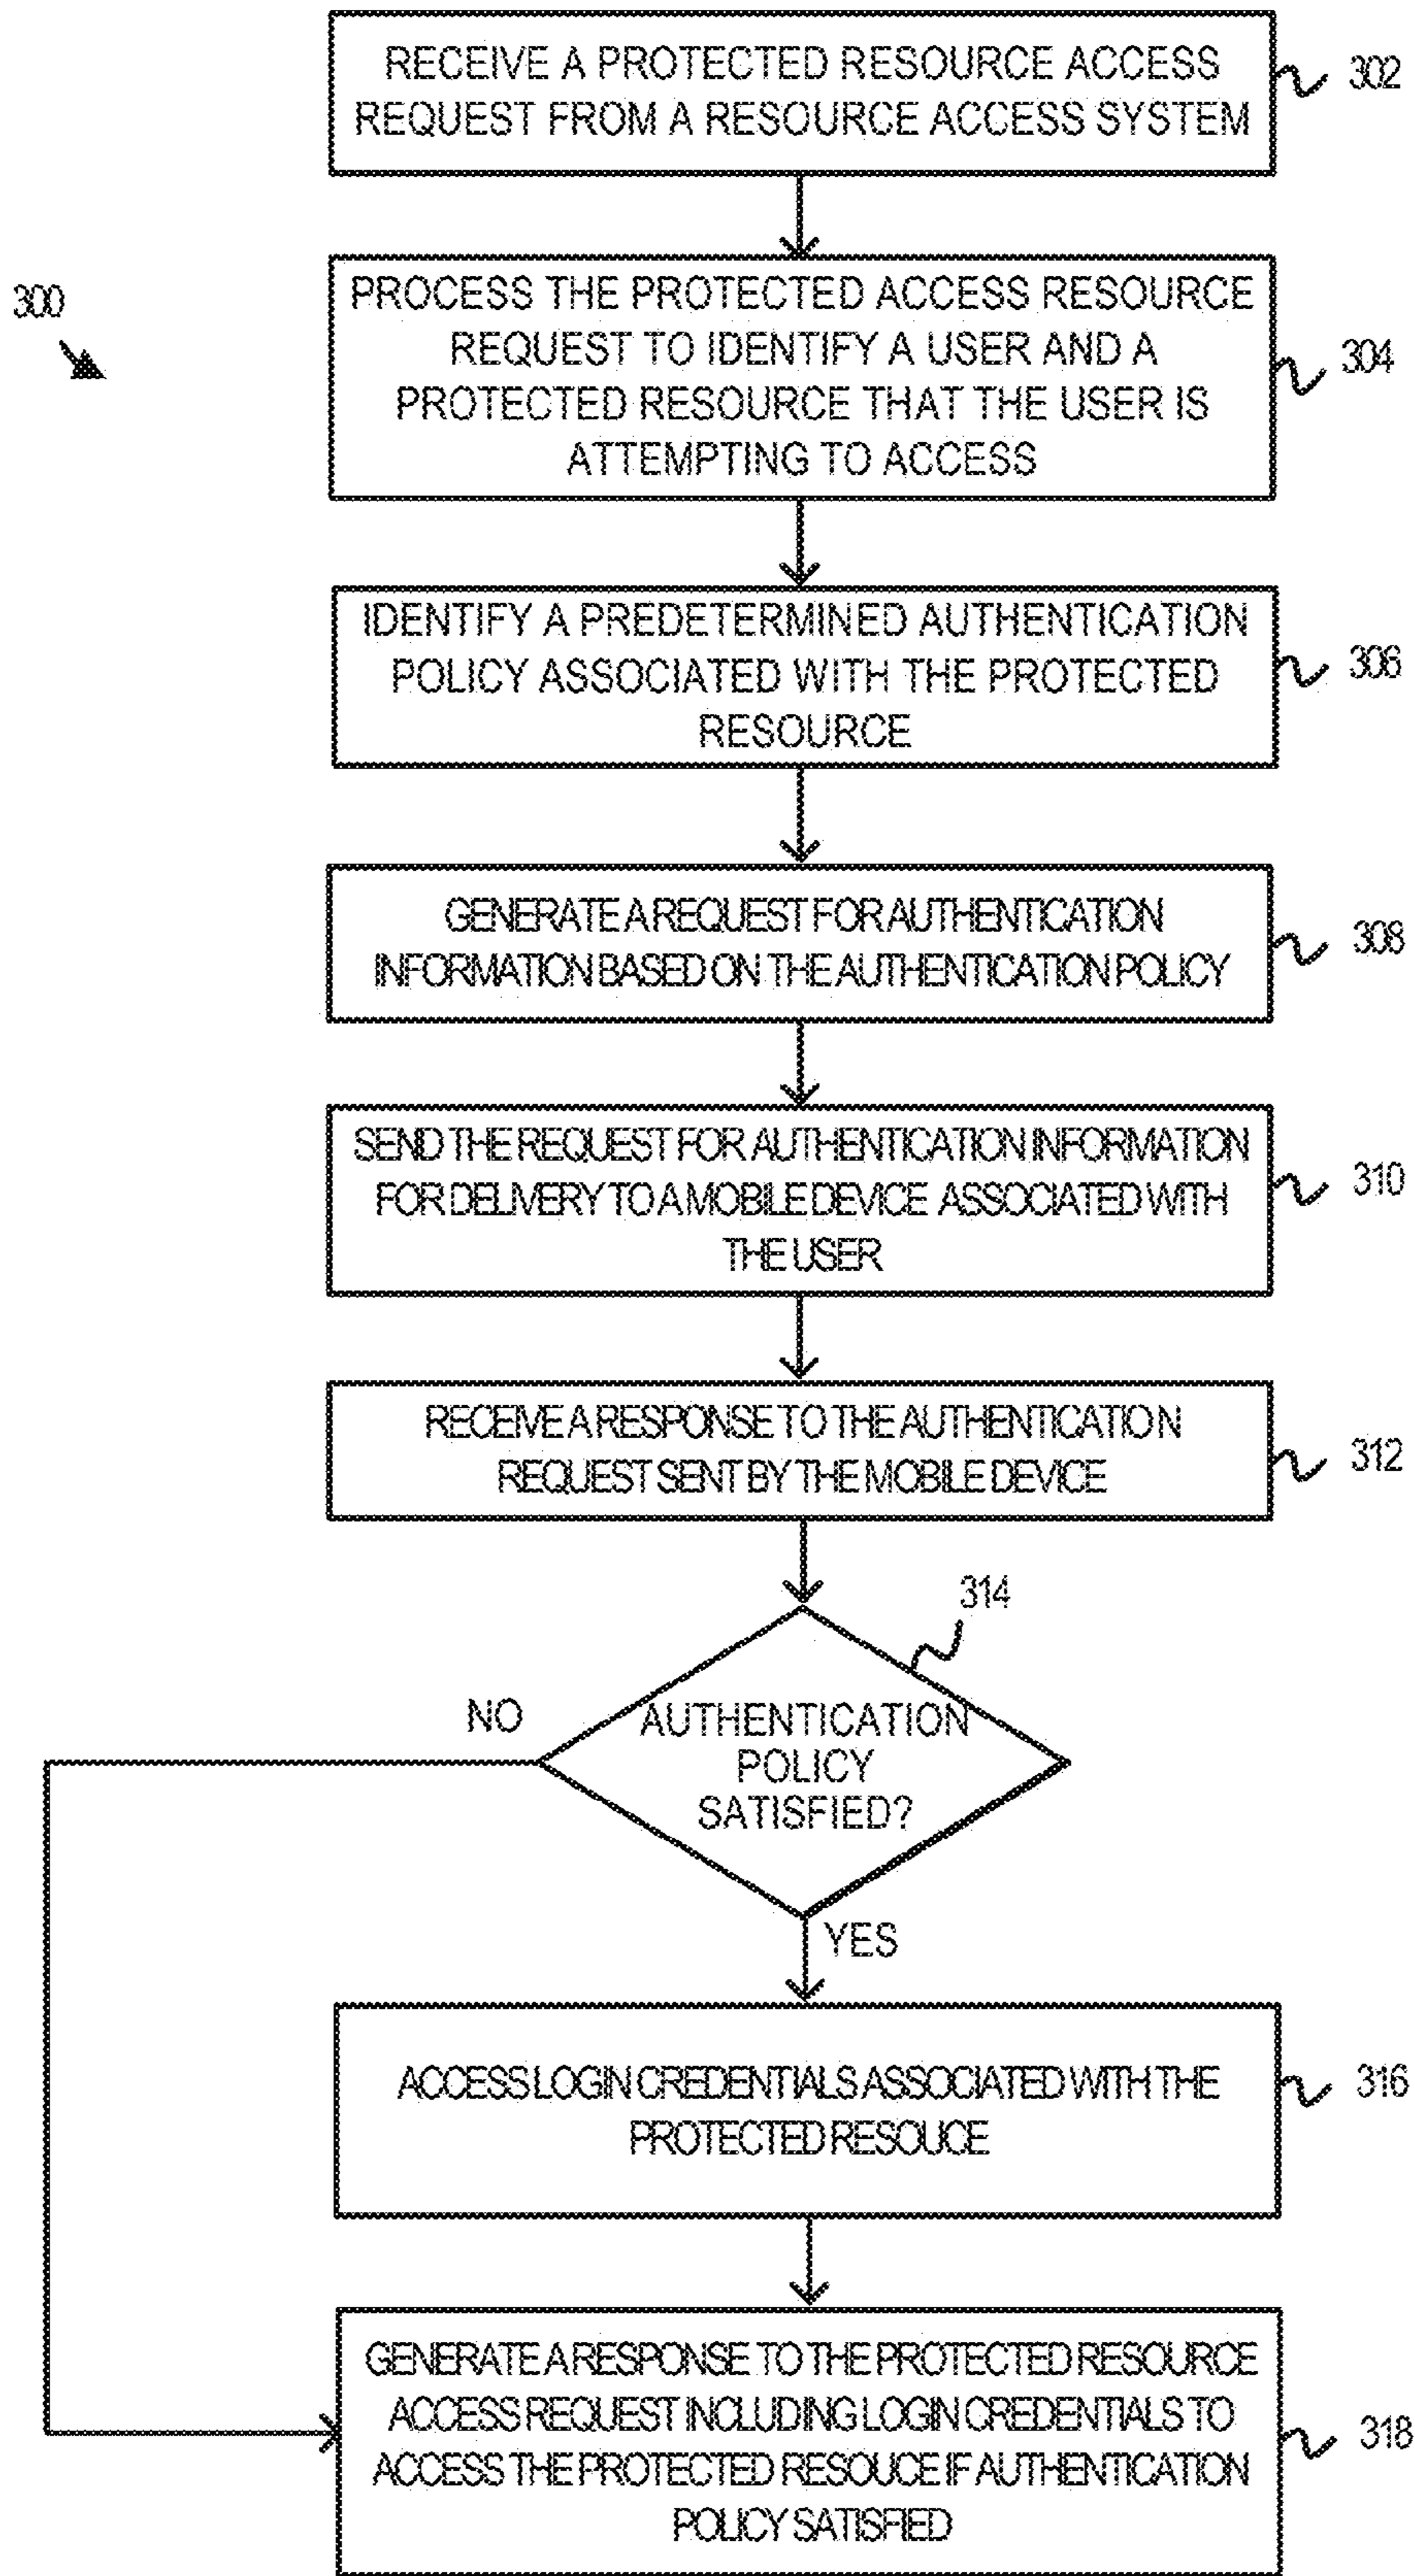 RECEIVE A PROTECTED RESOURCE ACCESS
REQUEST FROM A RESOURCE ACCESS SYSTEM
302
300
PROCESS THE PROTECTED ACCESS RESOURCE
REQUEST TO IDENTIFY A USER AND A
PROTECTED RESOURCE THAT THE USER IS
ATTEMPTING TO ACCESS
304
IDENTIFY A PREDETERMINED AUTHENTICATION
POLICY ASSOCIATED WITH THE PROTECTED
RESOURCE
306
GENERATE A REQUEST FOR AUTHENTICATION
INFORMATION BASED ON THE AUTHENTICATION POLICY
308
SEND THE REQUEST FOR AUTHENTICATION INFORMATION
FOR DELIVERY TO A MOBILE DEVICE ASSOCIATED WITH
THE USER
310
RECEIVE A RESPONSE TO THE AUTHENTICATION
REQUEST SENT BY THE MOBILE DEVICE
312
314
NO
AUTHENTICATION
POLICY
SATISFIED?
YES
ACCESS LOGIN CREDENTIALS ASSOCIATED WITH THE
PROTECTED RESOUCE
316
GENERATE A RESPONSE TO THE PROTECTED RESOURCE
ACCESS REQUEST INCLUDING LOGIN CREDENTIALS TO
ACCESS THE PROTECTED RESOUCE IF AUTHENTICATION
POLICY SATISFIED
318